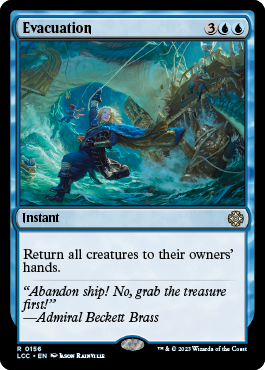 Evacuation 3
Instant
Return all creatures to their owners’
hands.
“Abandon ship! No, grab the treasure
first!”
—Admiral Beckett Brass
R 0156
LCC • EN Jason Rainville
™ & © 2023 Wizards of the Coast